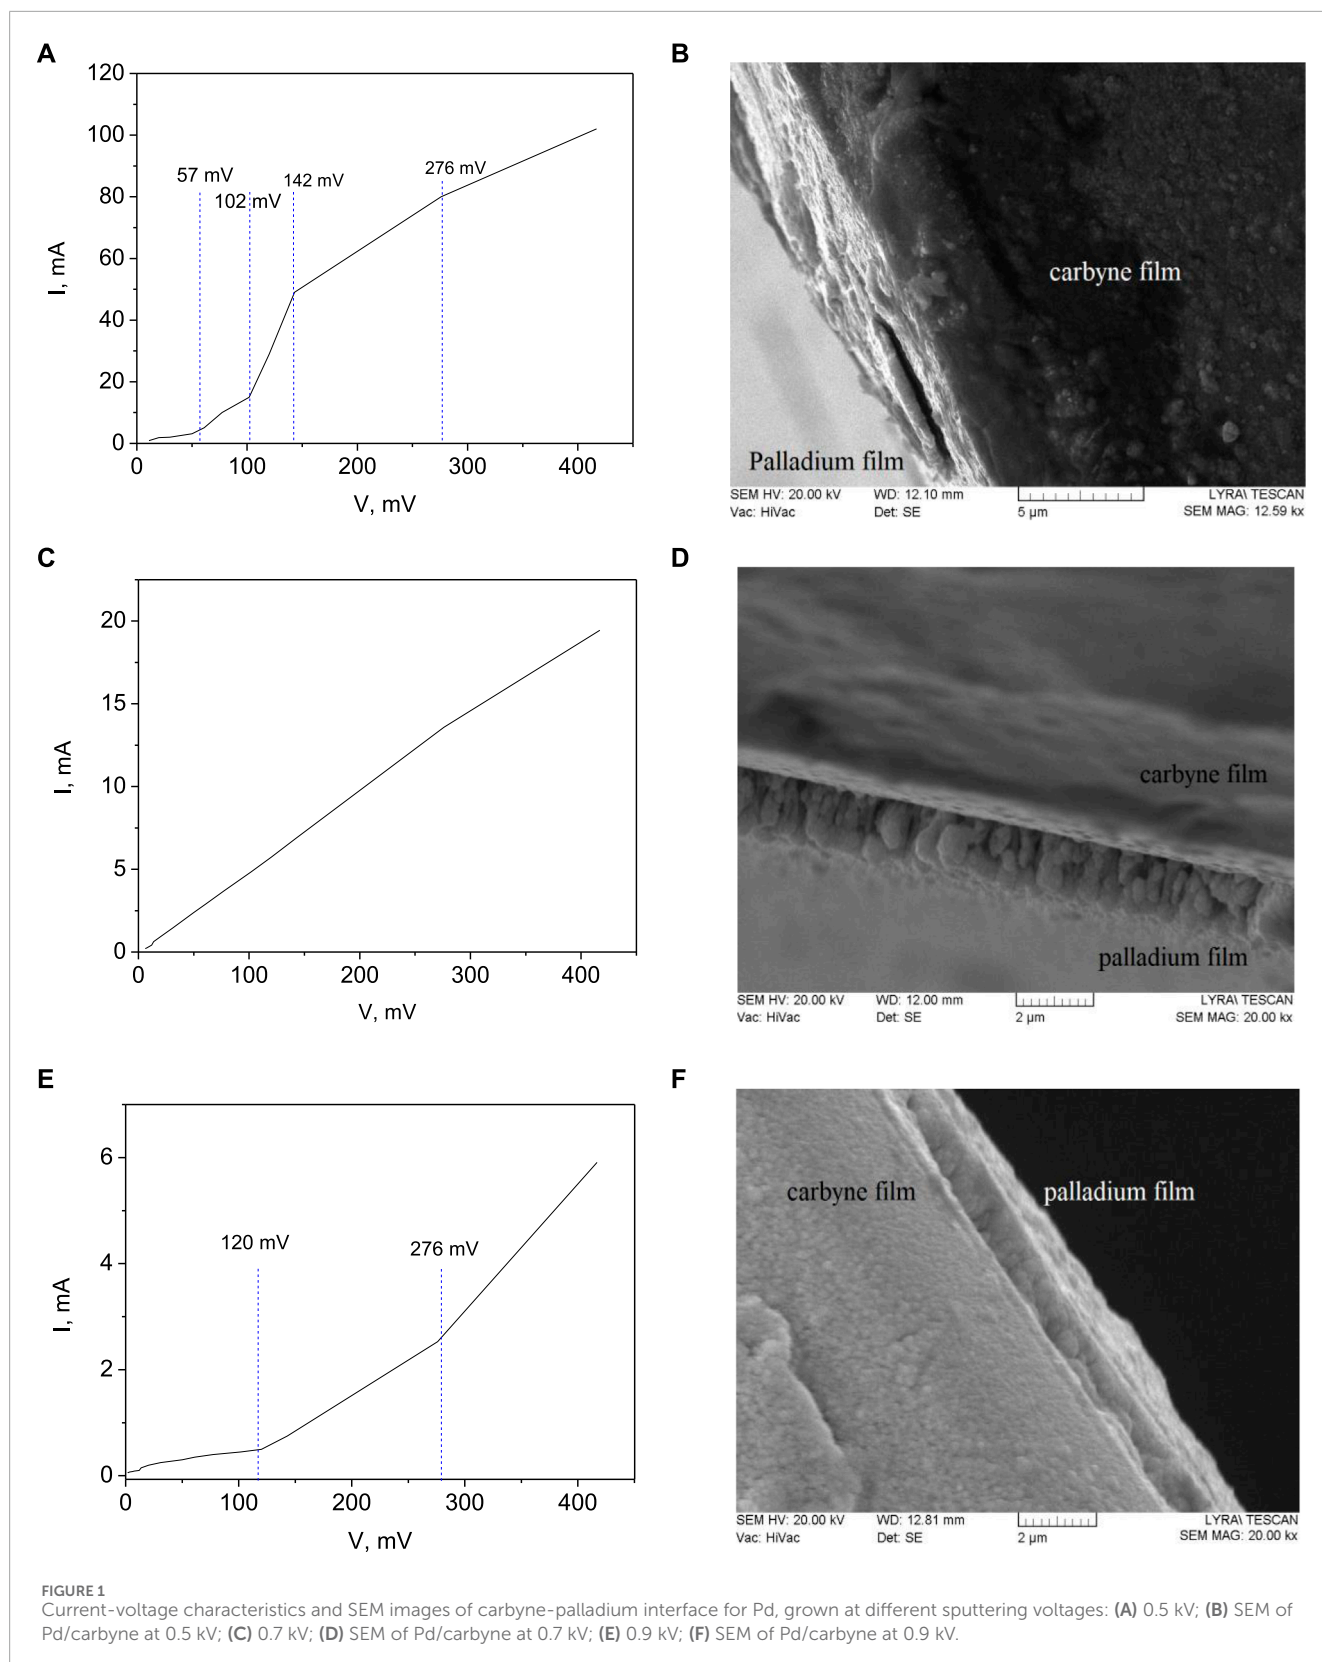 A
120
100
80
60
40
20
0
I, mA
57 mV
102 mV
142 mV
276 mV
0 100 200 300 400
V, mV
B
carbyne film
Palladium film
SEM HV: 20.00 kV WD: 12.10 mm LYRA\ TESCAN
Vac: HiVac Det: SE 5 µm SEM MAG: 12.59 kx
C
20
15
10
5
0
I, mA
0 100 200 300 400
V, mV
D
carbyne film
palladium film
SEM HV: 20.00 kV WD: 12.00 mm LYRA\ TESCAN
Vac: HiVac Det: SE 2 µm SEM MAG: 20.00 kx
E
6
4
2
0
I, mA
120 mV
276 mV
0 100 200 300 400
V, mV
F
carbyne film
palladium film
SEM HV: 20.00 kV WD: 12.81 mm LYRA\ TESCAN
Vac: HiVac Det: SE 2 µm SEM MAG: 20.00 kx
FIGURE 1
Current-voltage characteristics and SEM images of carbyne-palladium interface for Pd, grown at different sputtering voltages: (A) 0.5 kV; (B) SEM of
Pd/carbyne at 0.5 kV; (C) 0.7 kV; (D) SEM of Pd/carbyne at 0.7 kV; (E) 0.9 kV; (F) SEM of Pd/carbyne at 0.9 kV.